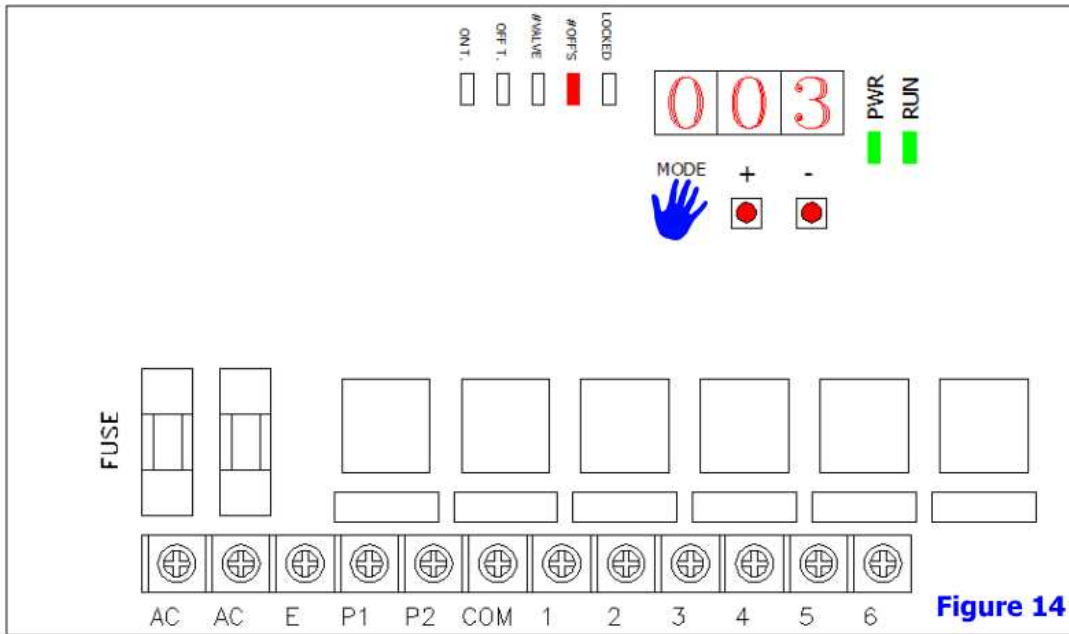 ON T.
OFF T.
#VALVE
#OFF'S
LOCKED
003
PWR
RUN
MODE + -
FUSE
AC AC E P1 P2 COM 1 2 3 4 5 6
Figure 14